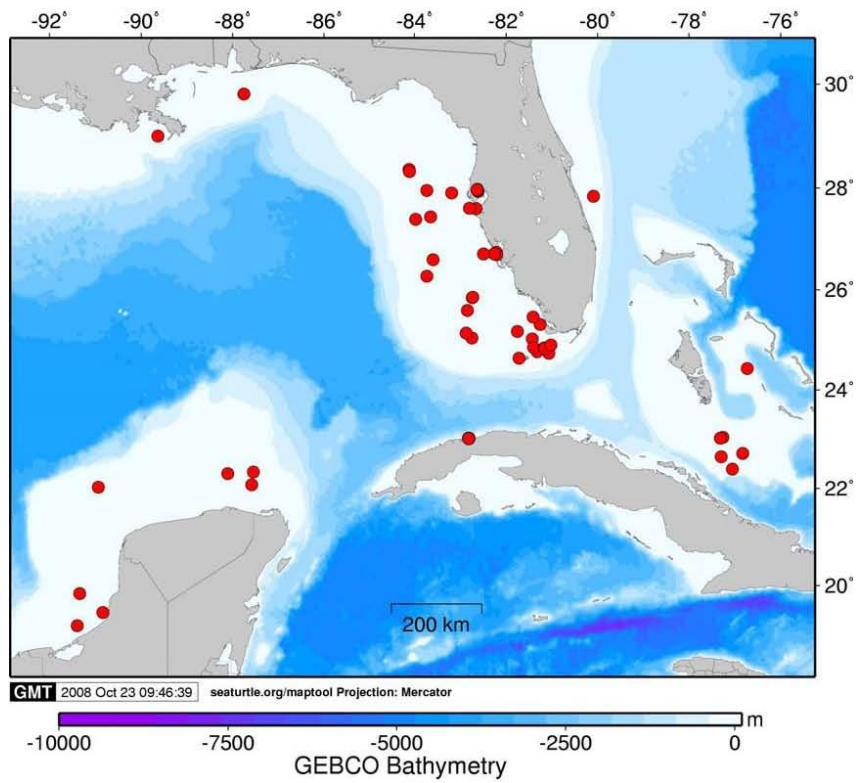 -92° -90° -88° -86° -84° -82° -80° -78° -76°
30°
28°
26°
24°
22°
20°
200 km
GMT 2008 Oct 23 09:46:39 seaturtle.org/maptool Projection: Mercator
m
-10000 -7500 -5000 -2500 0
GEBCO Bathymetry